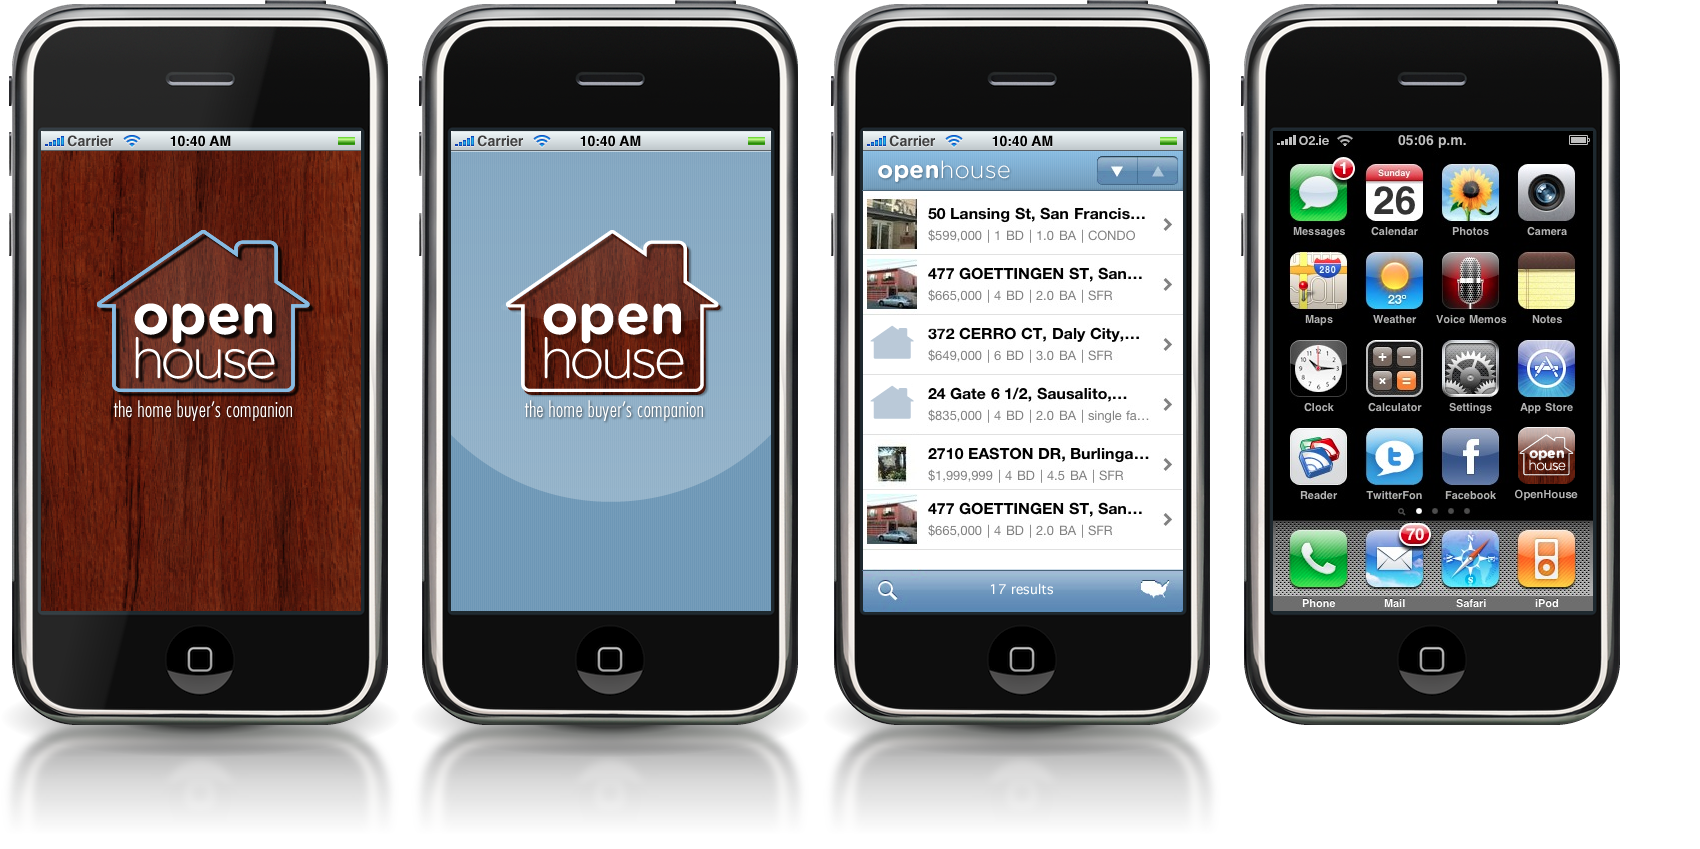 Carrier 10:40 AM
open
house
the home buyer's companion
Carrier 10:40 AM
open
house
the home buyer's companion
Carrier 10:40 AM
openhouse
50 Lansing St, San Francis...
$599,000 | 1 BD | 1.0 BA | CONDO
477 GOETTINGEN ST, San...
$665,000 | 4 BD | 2.0 BA | SFR
372 CERRO CT, Daly City,...
$649,000 | 6 BD | 3.0 BA | SFR
24 Gate 6 1/2, Sausalito,...
$835,000 | 4 BD | 2.0 BA | single fa...
2710 EASTON DR, Burlinga...
$1,999,999 | 4 BD | 4.5 BA | SFR
477 GOETTINGEN ST, San...
$665,000 | 4 BD | 2.0 BA | SFR
17 results
O2.ie 05:06 p.m.
1
Sunday
26
Messages Calendar Photos Camera
280
23°
Maps Weather Voice Memos Notes
Clock Calculator Settings App Store
t f open
house
Reader TwitterFon Facebook OpenHouse
70
Phone Mail Safari iPod